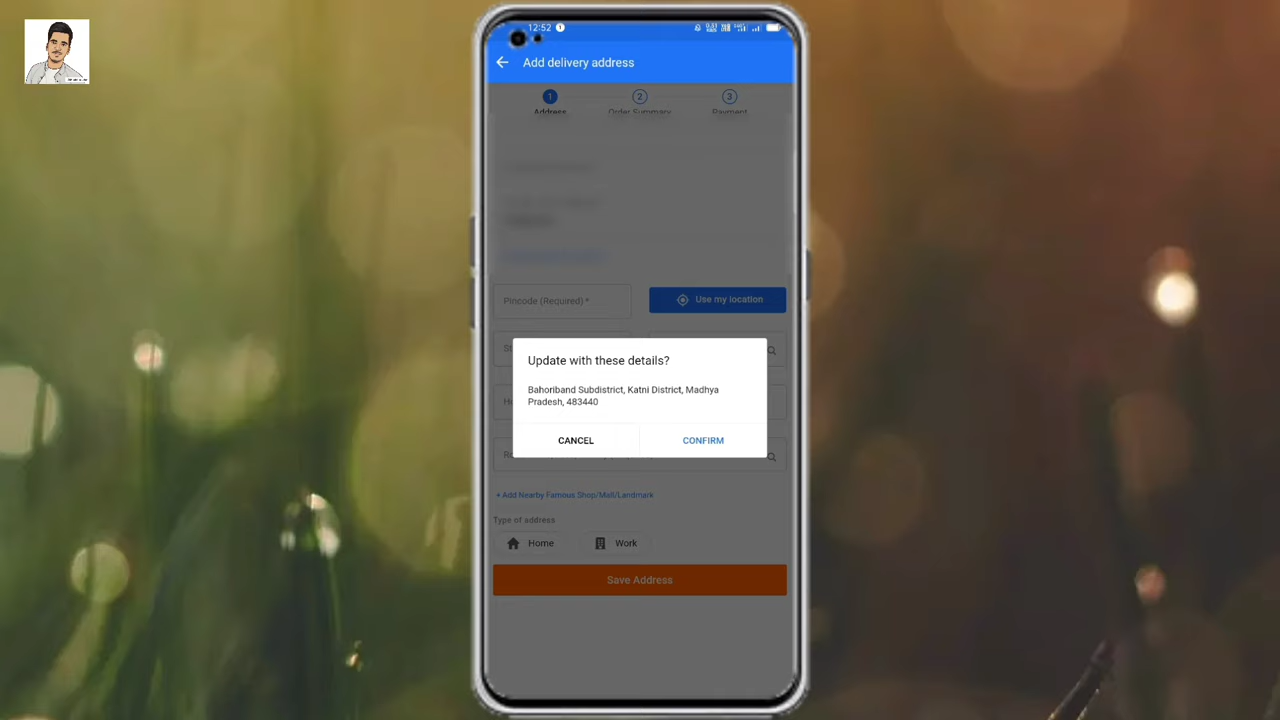 12:52
Add delivery address
1 2 3
Address Order Summary Payment
Pincode (Required)*
Use my location
Update with these details?
Bahoriband Subdistrict, Katni District, Madhya
Pradesh, 483440
CANCEL CONFIRM
+ Add Nearby Famous Shop/Mall/Landmark
Type of address
Home Work
Save Address